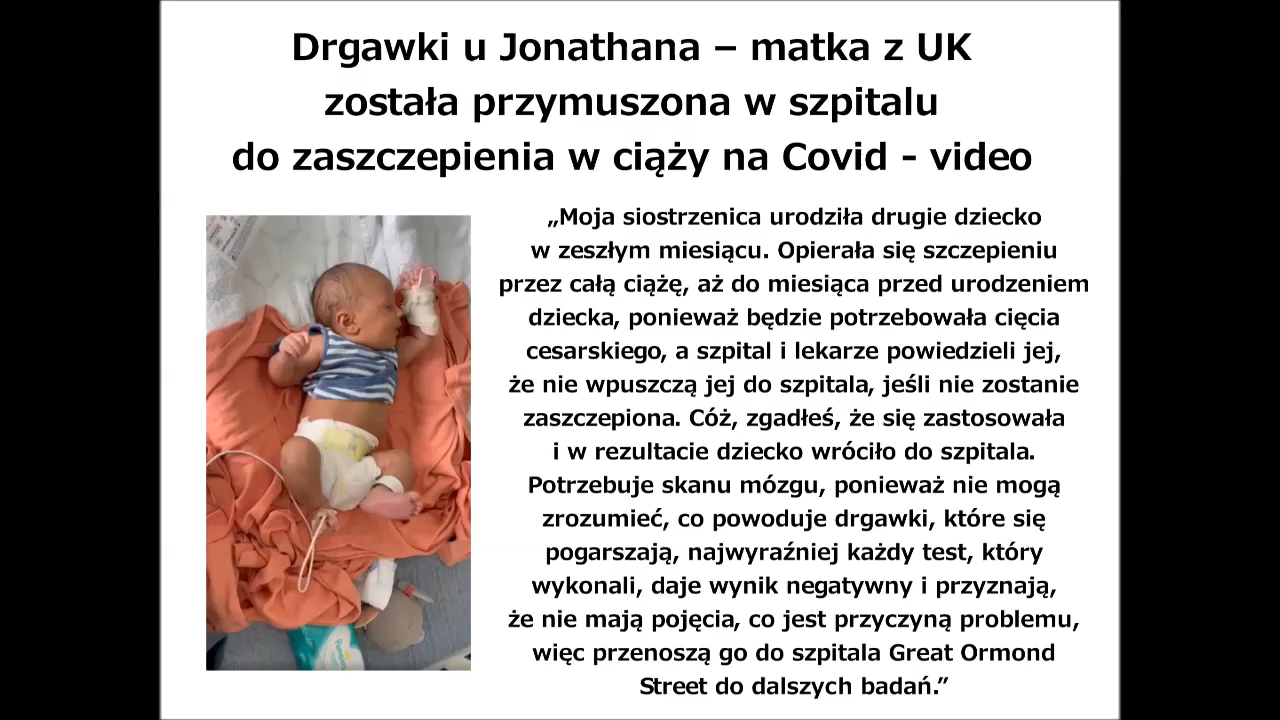 Drgawki u Jonathana – matka z UK
została przymuszona w szpitalu
do zaszczepienia w ciąży na Covid - video
„Moja siostrzenica urodziła drugie dziecko
w zeszłym miesiącu. Opierała się szczepieniu
przez całą ciążę, aż do miesiąca przed urodzeniem
dziecka, ponieważ będzie potrzebowała cięcia
cesarskiego, a szpital i lekarze powiedzieli jej,
że nie wpuszczą jej do szpitala, jeśli nie zostanie
zaszczepiona. Cóż, zgadłeś, że się zastosowała
i w rezultacie dziecko wróciło do szpitala.
Potrzebuje skanu mózgu, ponieważ nie mogą
zrozumieć, co powoduje drgawki, które się
pogarszają, najwyraźniej każdy test, który
wykonali, daje wynik negatywny i przyznają,
że nie mają pojęcia, co jest przyczyną problemu,
więc przenoszą go do szpitala Great Ormond
Street do dalszych badań.”